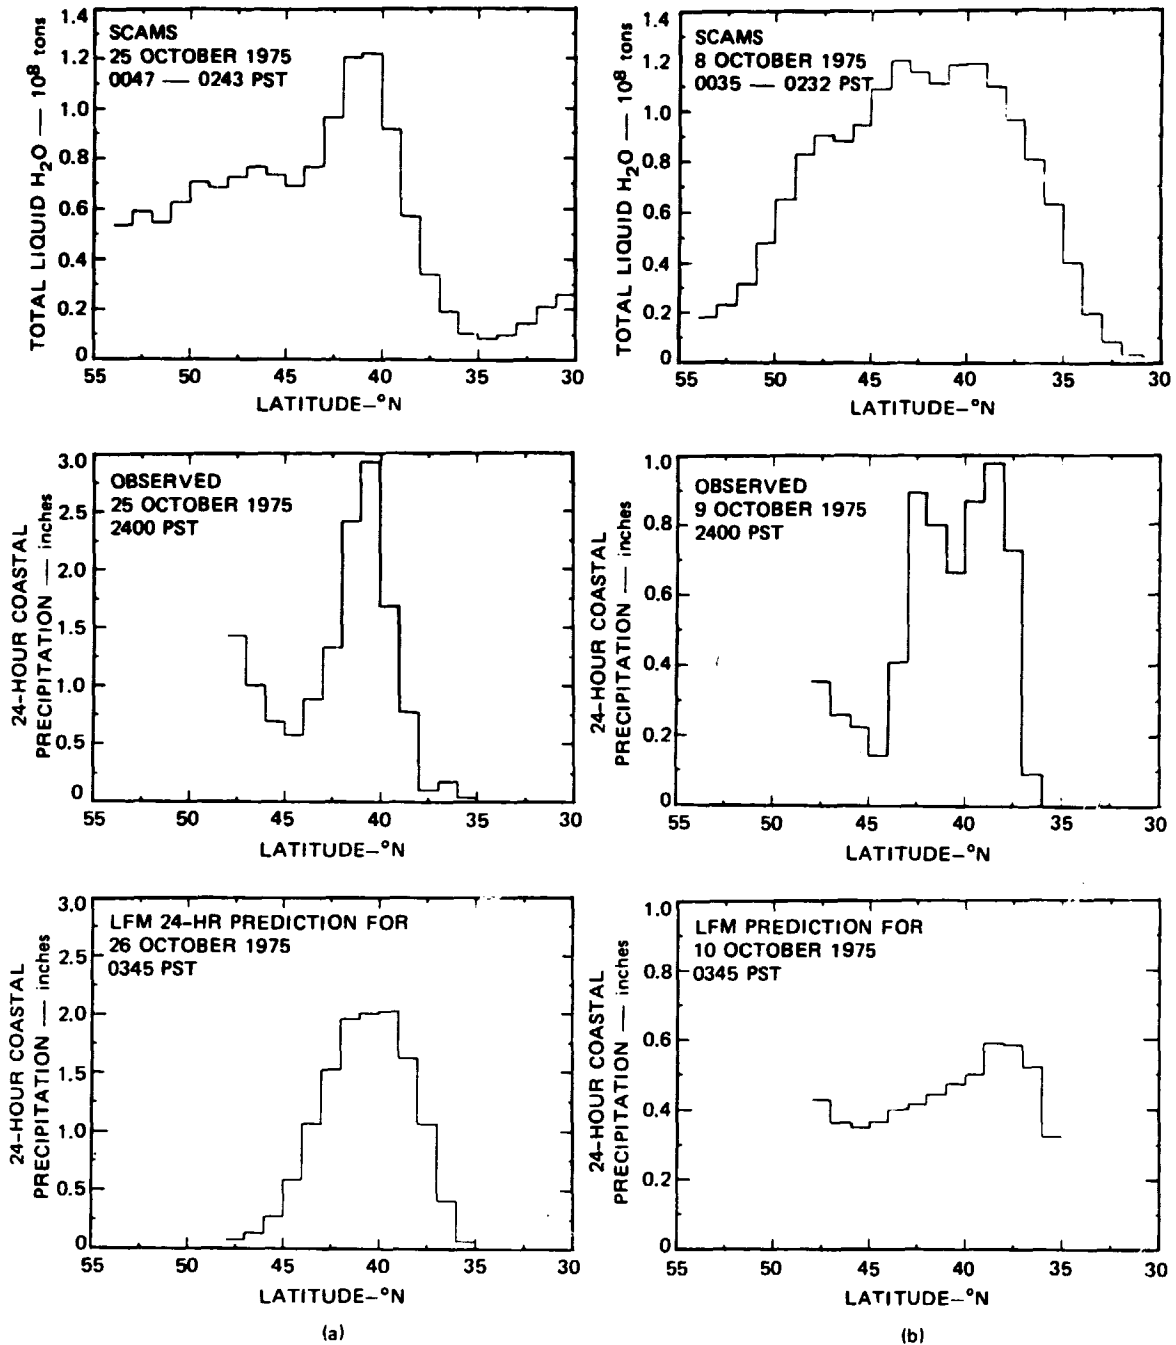 SCAMS
25 OCTOBER 1975
0047 — 0243 PST
TOTAL LIQUID H2O — 10^8 tons
1.4
1.2
1.0
0.8
0.6
0.4
0.2
0
55
50
45
40
35
30
LATITUDE–°N
SCAMS
8 OCTOBER 1975
0035 — 0232 PST
TOTAL LIQUID H2O — 10^8 tons
1.4
1.2
1.0
0.8
0.6
0.4
0.2
0
55
50
45
40
35
30
LATITUDE–°N
OBSERVED
25 OCTOBER 1975
2400 PST
24–HOUR COASTAL
PRECIPITATION — inches
3.0
2.5
2.0
1.5
1.0
0.5
0
55
50
45
40
35
30
LATITUDE–°N
OBSERVED
9 OCTOBER 1975
2400 PST
24–HOUR COASTAL
PRECIPITATION — inches
1.0
0.8
0.6
0.4
0.2
0
55
50
45
40
35
30
LATITUDE–°N
LFM 24–HR PREDICTION FOR
26 OCTOBER 1975
0345 PST
24–HOUR COASTAL
PRECIPITATION — inches
3.0
2.5
2.0
1.5
1.0
0.5
0
55
50
45
40
35
30
LATITUDE–°N
(a)
LFM PREDICTION FOR
10 OCTOBER 1975
0345 PST
24–HOUR COASTAL
PRECIPITATION — inches
1.0
0.8
0.6
0.4
0.2
0
55
50
45
40
35
30
LATITUDE–°N
(b)